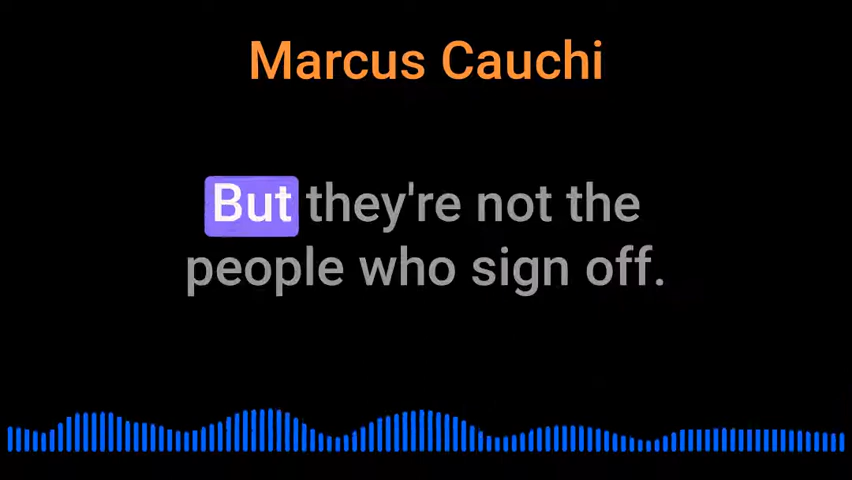 Marcus Cauchi
But they're not the
people who sign off.